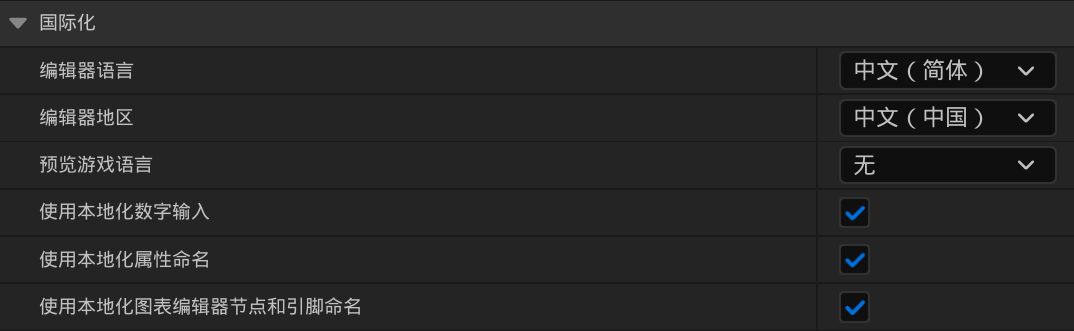 国际化
编辑器语言 中文（简体）
编辑器地区 中文（中国）
预览游戏语言 无
使用本地化数字输入
使用本地化属性命名
使用本地化图表编辑器节点和引脚命名